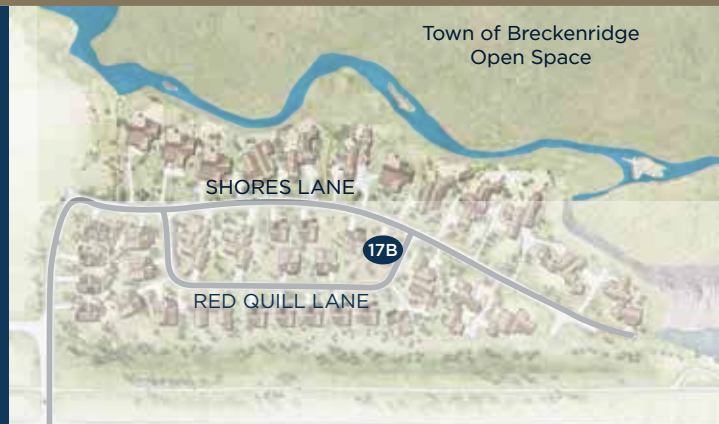 Town of Breckenridge
Open Space
SHORES LANE
17B
RED QUILL LANE